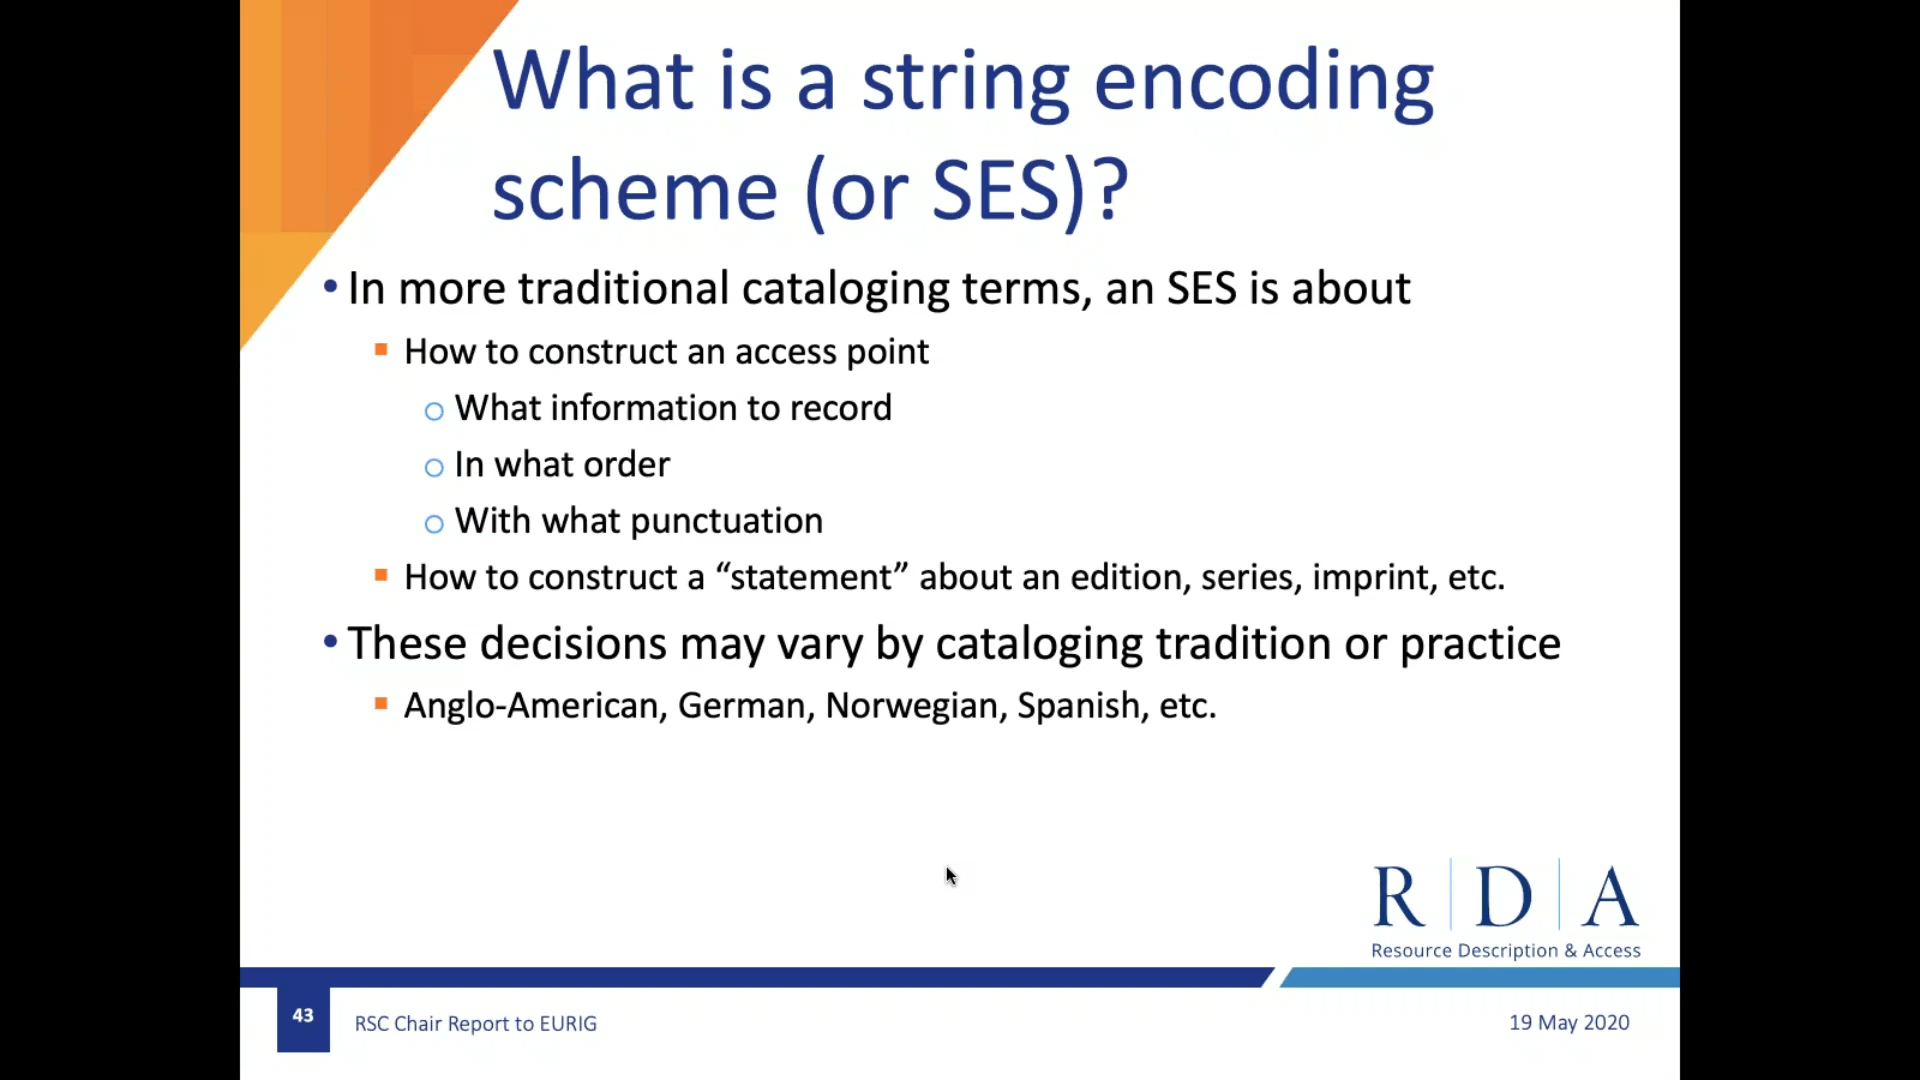 What is a string encoding
scheme (or SES)?
• In more traditional cataloging terms, an SES is about
▪ How to construct an access point
o What information to record
o In what order
o With what punctuation
▪ How to construct a “statement” about an edition, series, imprint, etc.
• These decisions may vary by cataloging tradition or practice
▪ Anglo-American, German, Norwegian, Spanish, etc.
R | D | A
Resource Description & Access
43
RSC Chair Report to EURIG
19 May 2020